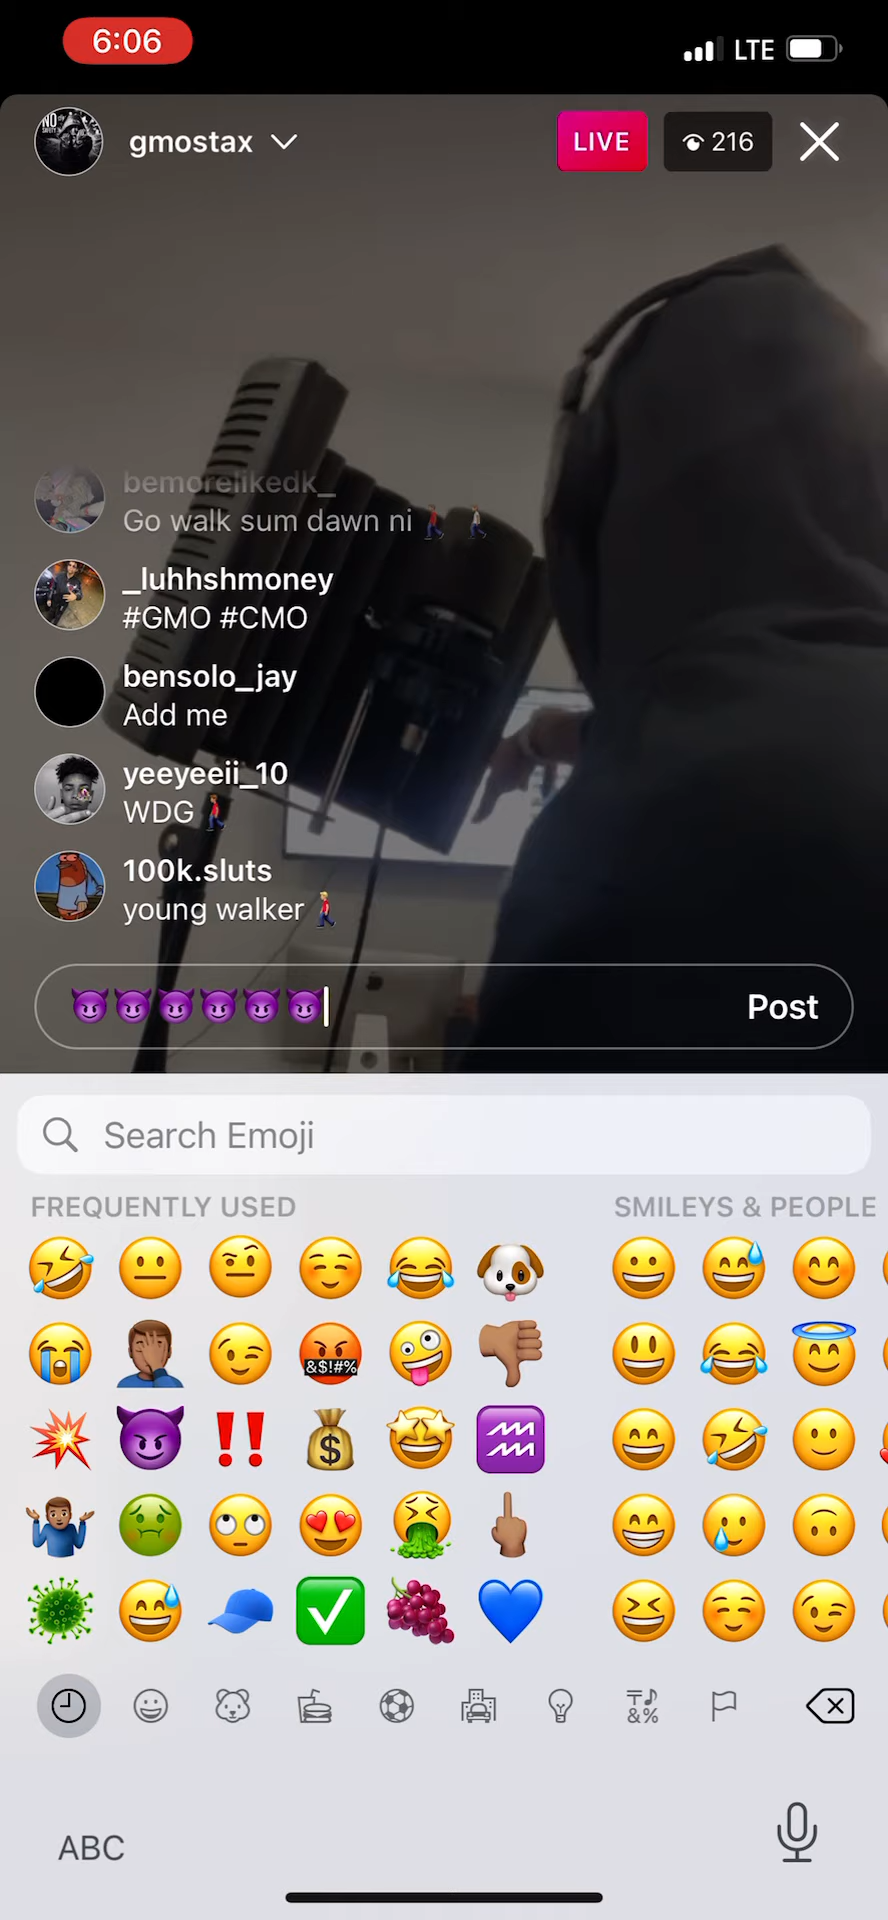 6:06
LTE
NO
gmostax
LIVE
216
bemorelikedk_
Go walk sum dawn ni
_luhhshmoney
#GMO #CMO
bensolo_jay
Add me
yeeyeeii_10
WDG
100k.sluts
young walker
Post
Search Emoji
FREQUENTLY USED
SMILEYS & PEOPLE
&$!#%
ABC